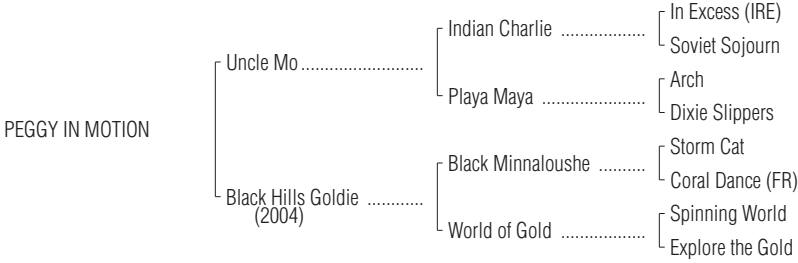 In Excess (IRE)
Indian Charlie ...................
Soviet Sojourn
Uncle Mo ..........................
Arch
Playa Maya ......................
Dixie Slippers
PEGGY IN MOTION
Storm Cat
Black Minnaloushe ..........
Coral Dance (FR)
Black Hills Goldie ............
(2004)
Spinning World
World of Gold ..................
Explore the Gold